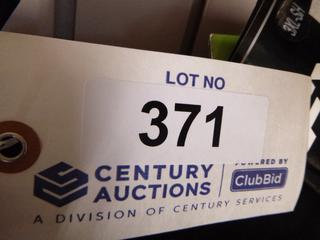 LOT NO
371
CENTURY
AUCTIONS
POWERED BY
ClubBid
A DIVISION OF CENTURY SERVICES